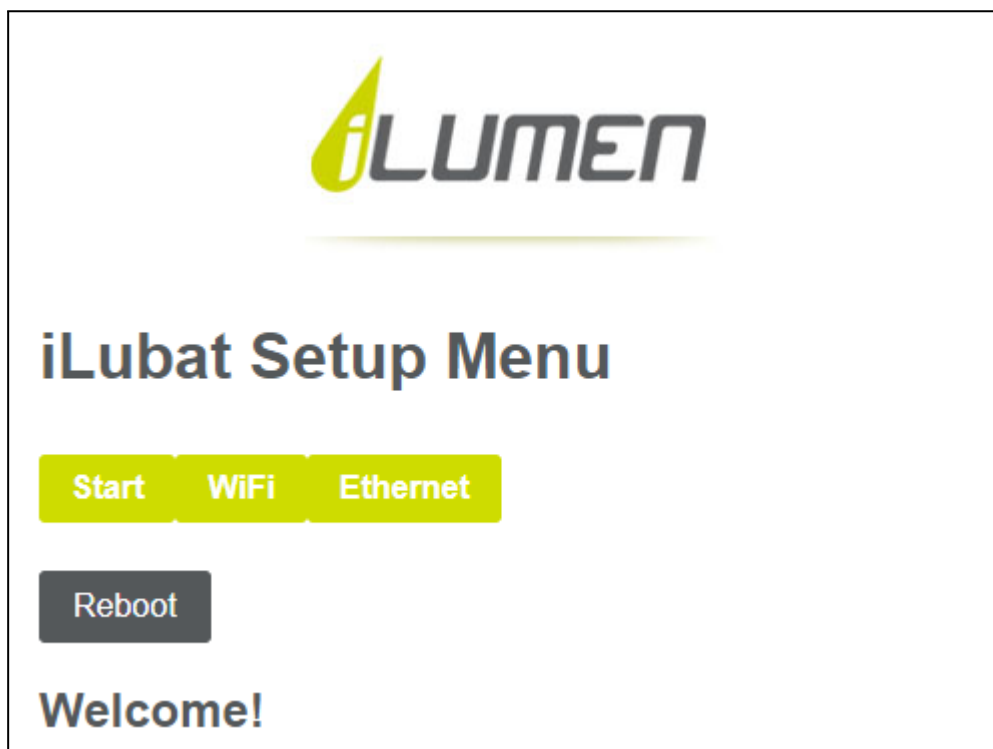 iLUMEN
iLubat Setup Menu
Start WiFi Ethernet
Reboot
Welcome!